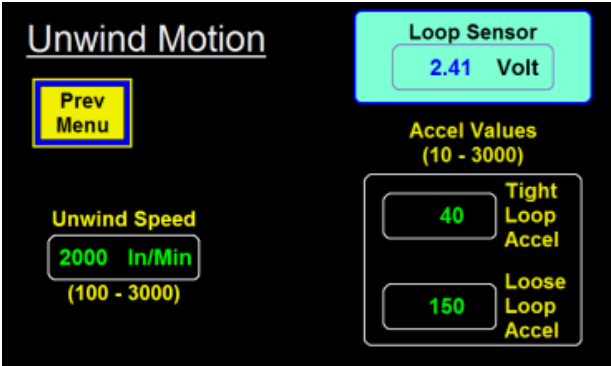 Unwind Motion
Loop Sensor
2.41 Volt
Prev
Menu
Accel Values
(10 - 3000)
Unwind Speed
2000 In/Min
(100 - 3000)
40
Tight
Loop
Accel
150
Loose
Loop
Accel